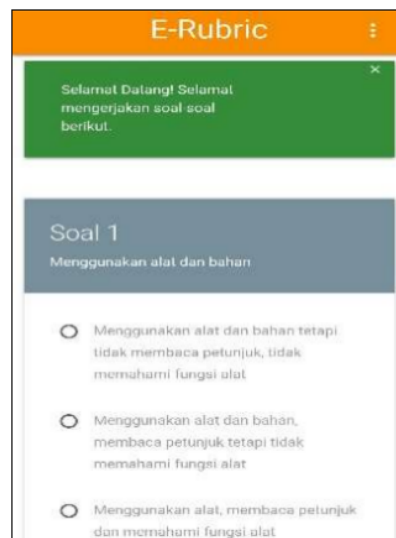 E-Rubric
Selamat Datang! Selamat
mengerjakan soal-soal
berikut.
Soal 1
Menggunakan alat dan bahan
Menggunakan alat dan bahan tetapi
tidak membaca petunjuk, tidak
memahami fungsi alat
Menggunakan alat dan bahan,
membaca petunjuk tetapi tidak
memahami fungsi alat
Menggunakan alat, membaca petunjuk
dan memahami fungsi alat